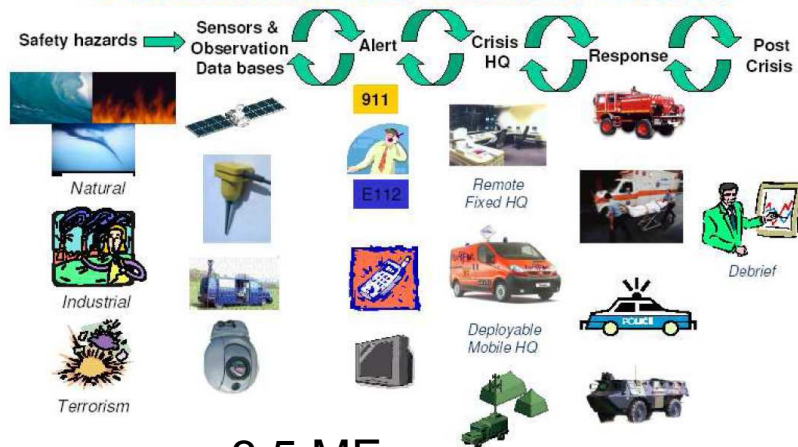 Safety hazards
Sensors &
Observation
Data bases
Alert
Crisis
HQ
Response
Post
Crisis
911
E112
Natural
Industrial
Terrorism
Remote
Fixed HQ
Deployable
Mobile HQ
POLICE
Debrief